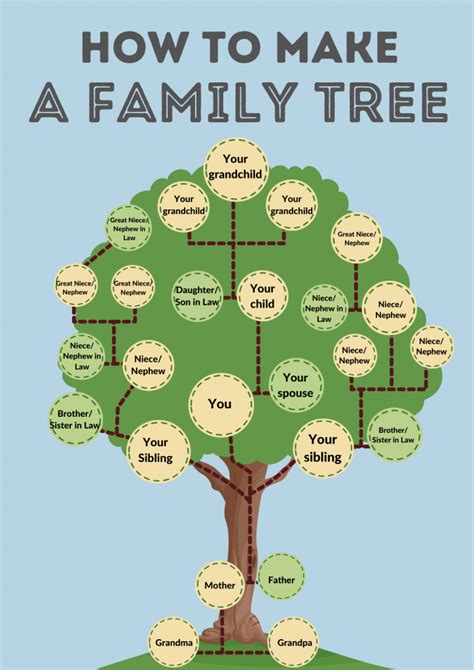 HOW TO MAKE
A FAMILY TREE
Your
grandchild
Your
grandchild
Your
grandchild
Great Niece/
Nephew in
Law
Great Niece/
Nephew
Great Niece/
Nephew
Great Niece/
Nephew
Daughter/
Son in Law
Your
child
Niece/
Nephew in
Law
Niece/
Nephew
Niece/
Nephew in
Law
Niece/
Nephew
Niece/
Nephew
Niece/
Nephew
You
Your
spouse
Brother/
Sister in Law
Your
Sibling
Your
sibling
Brother/
Sister in Law
Mother
Father
Grandma
Grandpa